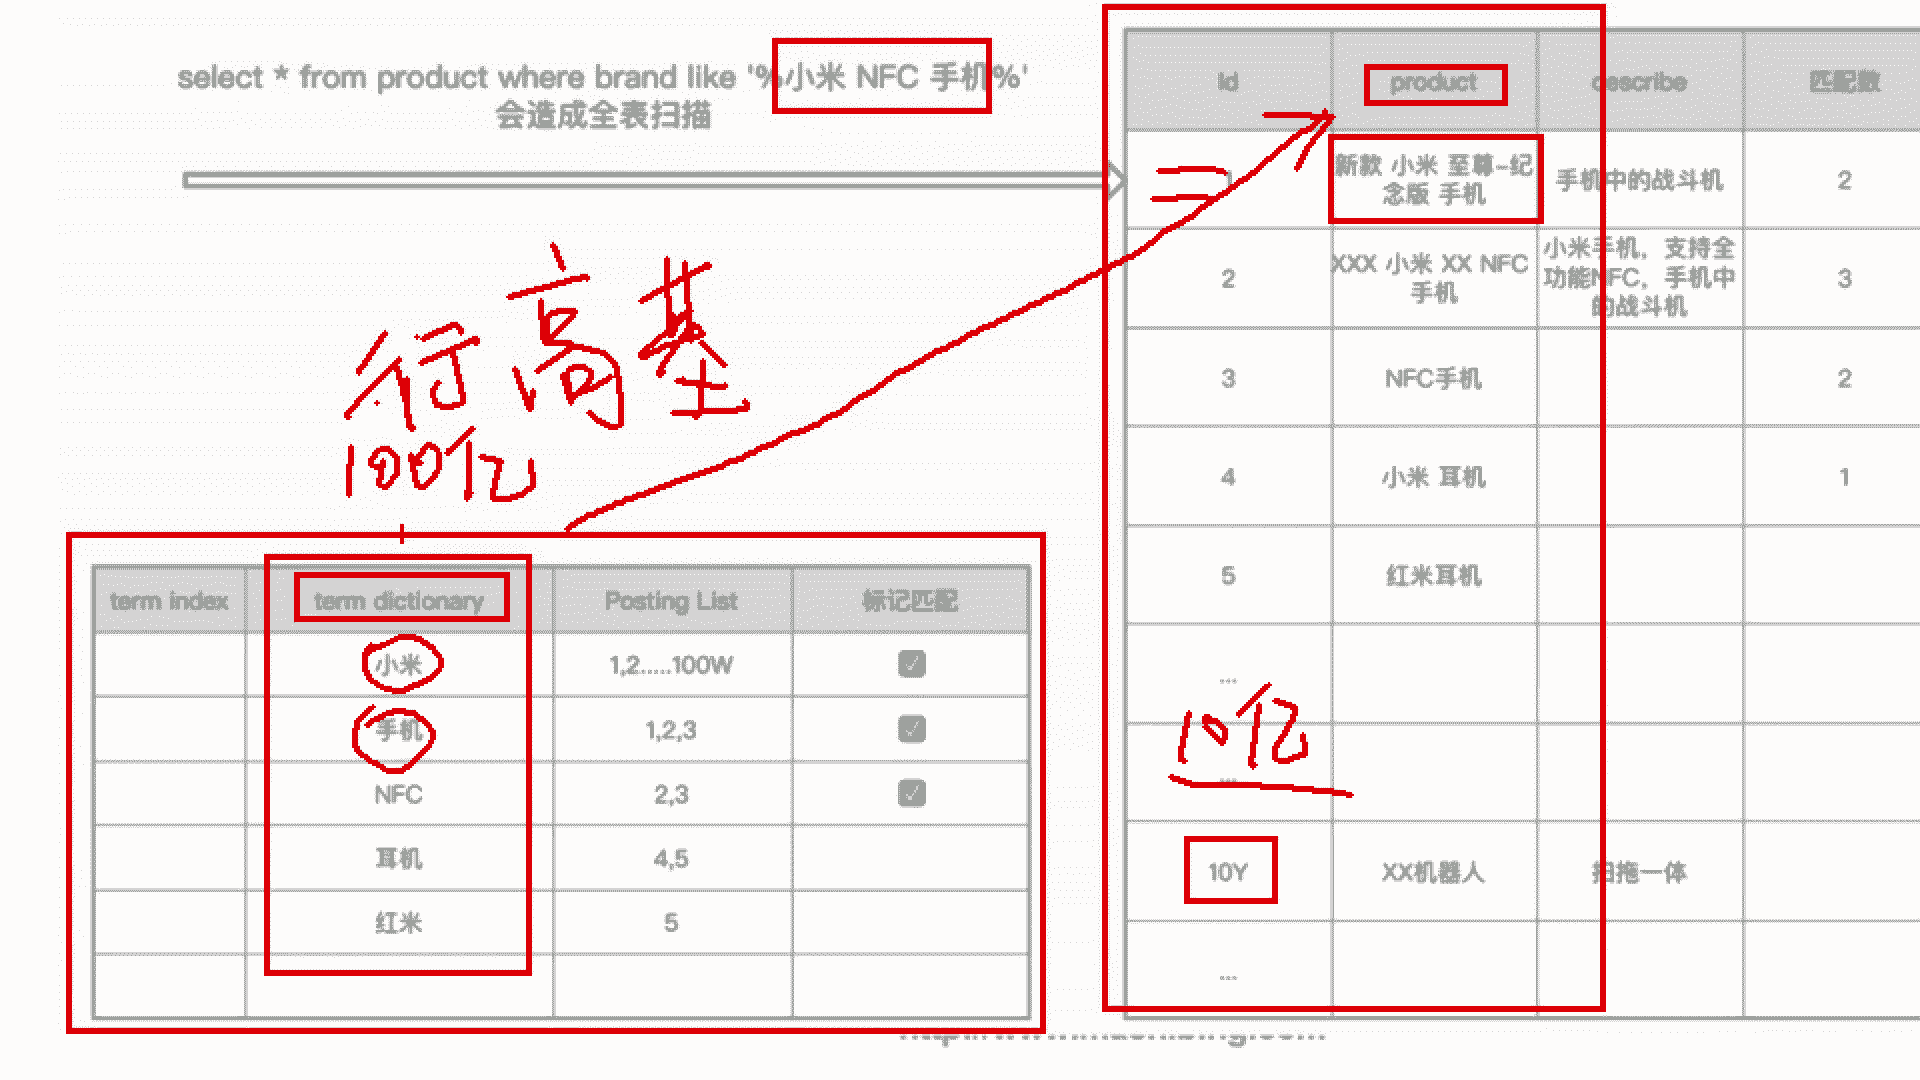 select * from product where brand like '%小米 NFC 手机%'
会造成全表扫描
行高基
100亿
term index term dictionary Posting List 标记匹配
小米 1,2.....100W
手机 1,2,3
NFC 2,3
耳机 4,5
红米 5
Id product describe 匹配数
新款 小米 至尊-纪
念版 手机
手机中的战斗机
2
2
XXX 小米 XX NFC
手机
小米手机，支持全
功能NFC，手机中
的战斗机
3
3 NFC手机 2
4 小米 耳机 1
5 红米耳机
...
10亿
...
10Y XX机器人 扫拖一体
...